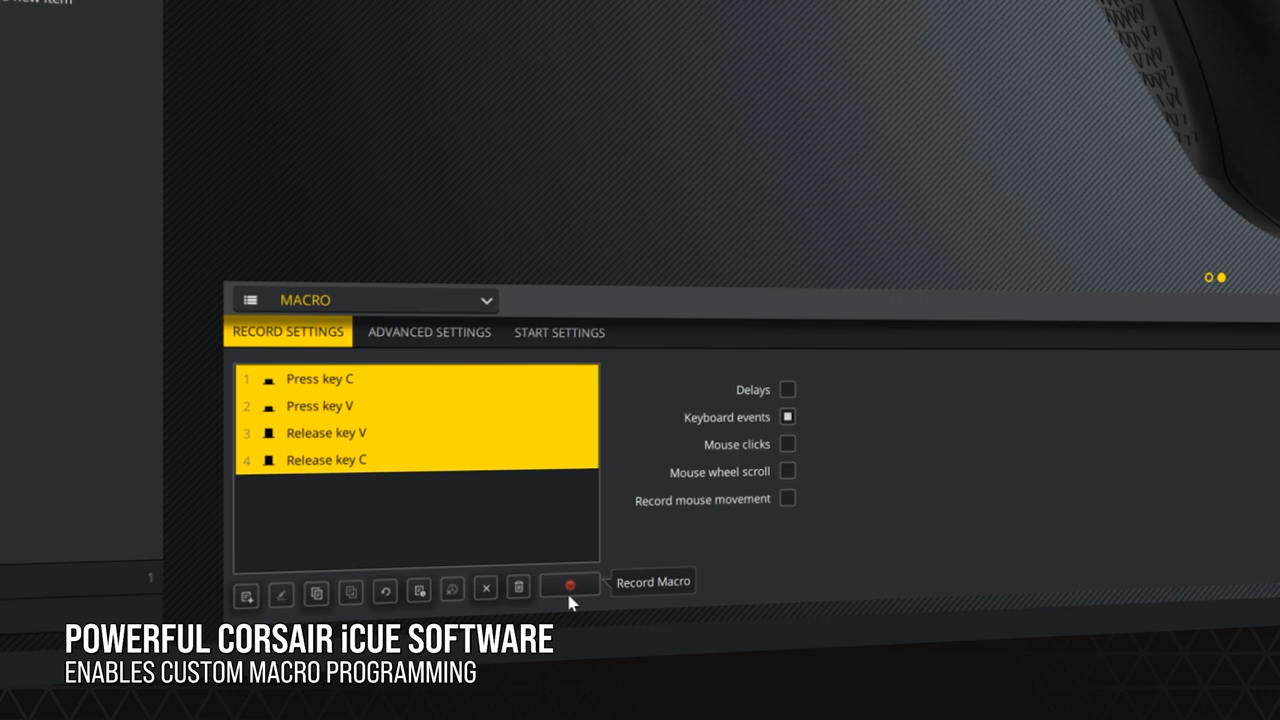 new item
MACRO
RECORD SETTINGS
ADVANCED SETTINGS
START SETTINGS
1 Press key C
2 Press key V
3 Release key V
4 Release key C
Delays
Keyboard events
Mouse clicks
Mouse wheel scroll
Record mouse movement
1
Record Macro
POWERFUL CORSAIR iCUE SOFTWARE
ENABLES CUSTOM MACRO PROGRAMMING